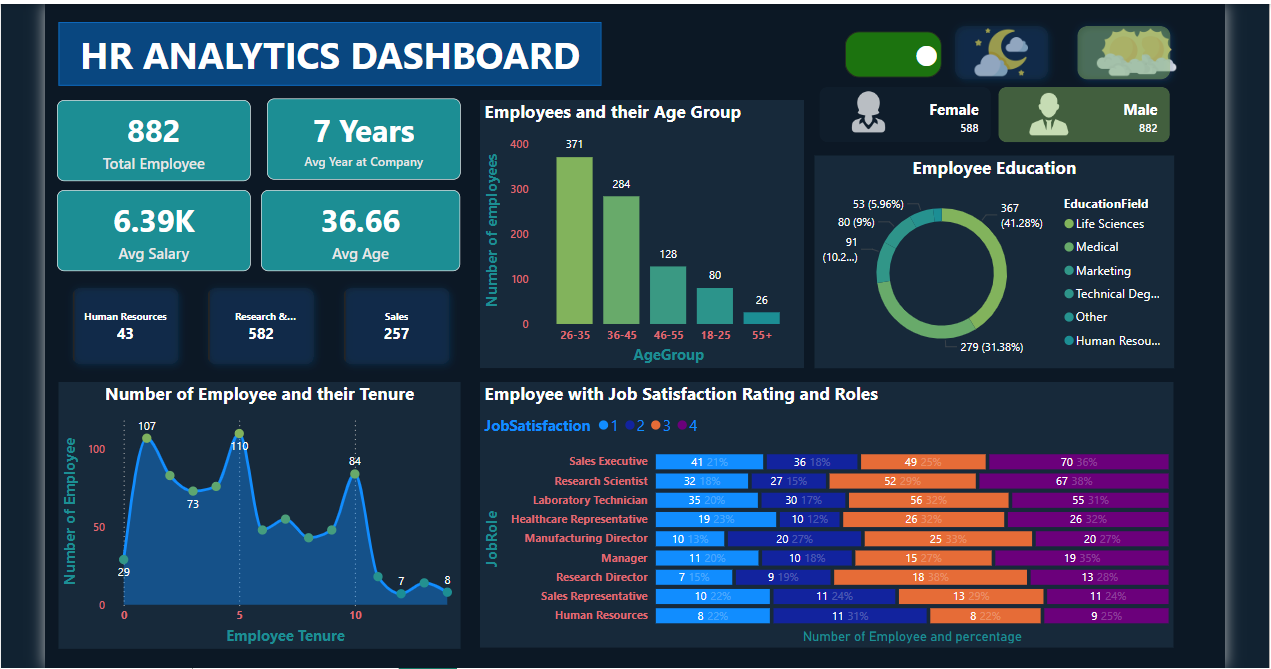 HR ANALYTICS DASHBOARD
882
Total Employee
7 Years
Avg Year at Company
6.39K
Avg Salary
36.66
Avg Age
Human Resources
43
Research &...
582
Sales
257
Employees and their Age Group
Number of employees
400
300
200
100
0
371
284
128
80
26
26-35 36-45 46-55 18-25 55+
AgeGroup
Female
588
Male
882
Employee Education
53 (5.96%)
80 (9%)
91
(10.2...)
367
(41.28%)
279 (31.38%)
EducationField
Life Sciences
Medical
Marketing
Technical Deg...
Other
Human Resou...
Number of Employee and their Tenure
Number of Employee
100
50
0
29
107
73
110
84
7
8
0 5 10
Employee Tenure
Employee with Job Satisfaction Rating and Roles
JobSatisfaction 1 2 3 4
JobRole
Sales Executive 41 21% 36 18% 49 25% 70 36%
Research Scientist 32 18% 27 15% 52 29% 67 38%
Laboratory Technician 35 20% 30 17% 56 32% 55 31%
Healthcare Representative 19 23% 10 12% 26 32% 26 32%
Manufacturing Director 10 13% 20 27% 25 33% 20 27%
Manager 11 20% 10 18% 15 27% 19 35%
Research Director 7 15% 9 19% 18 38% 13 28%
Sales Representative 10 22% 11 24% 13 29% 11 24%
Human Resources 8 22% 11 31% 8 22% 9 25%
Number of Employee and percentage